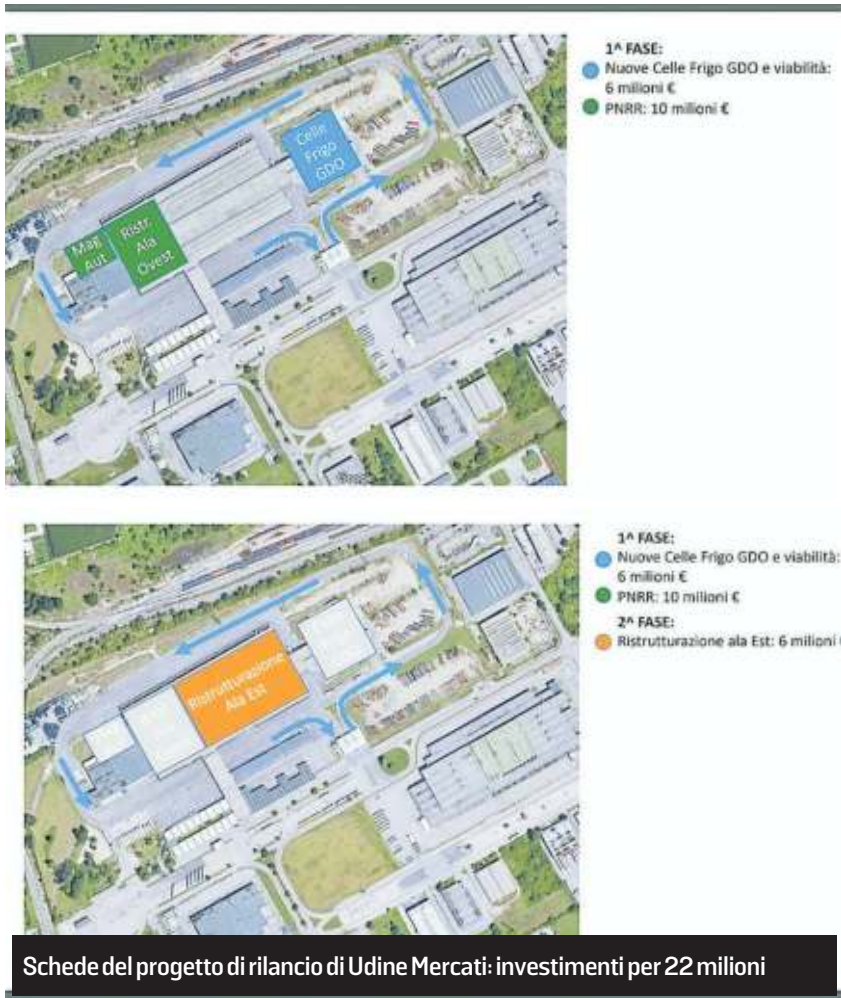 1^ FASE:
Nuove Celle Frigo GDO e viabilità:
6 milioni €
PNRR: 10 milioni €
Celle
Frigo
GDO
Mag.
Aut
Ristr.
Ala
Ovest
Google
1^ FASE:
Nuove Celle Frigo GDO e viabilità:
6 milioni €
PNRR: 10 milioni €
2^ FASE:
Ristrutturazione ala Est: 6 milioni
Ristrutturazione
Ala Est
Schede del progetto di rilancio di Udine Mercati: investimenti per 22 milioni